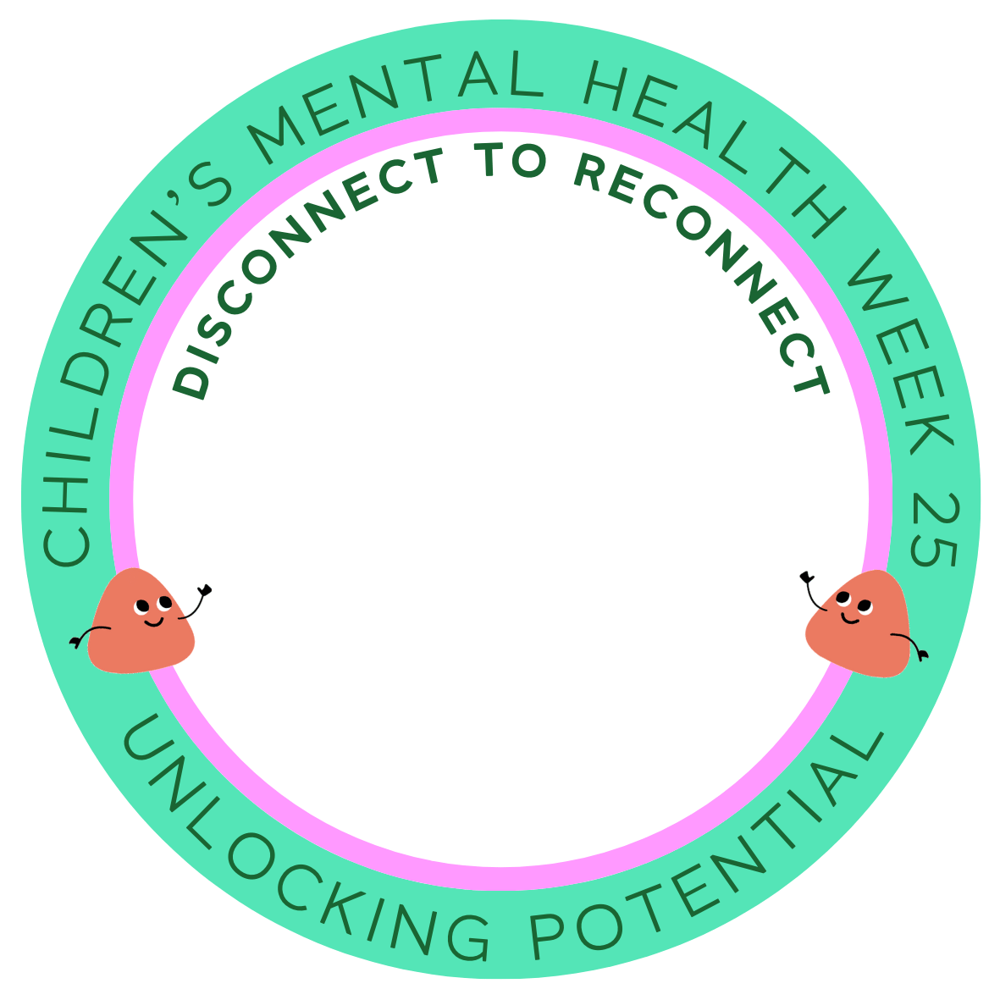 CHILDREN’S MENTAL HEALTH WEEK 25
DISCONNECT TO RECONNECT
UNLOCKING POTENTIAL